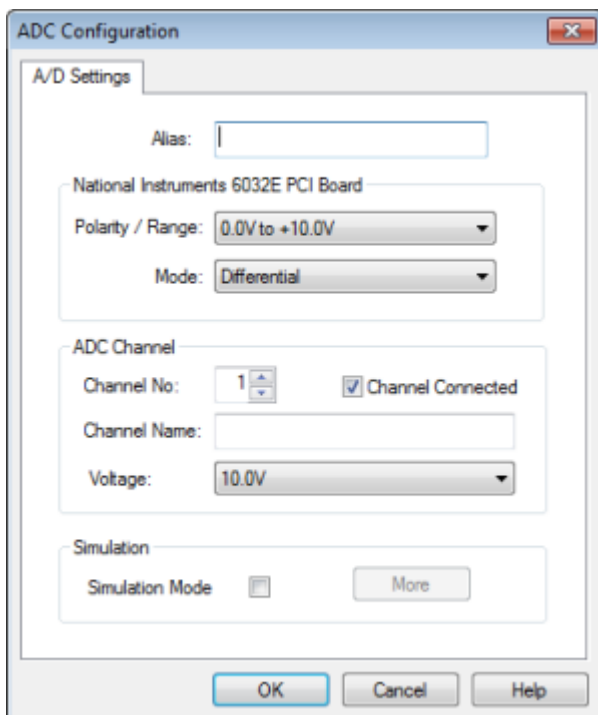 ADC Configuration
A/D Settings
Alias:
National Instruments 6032E PCI Board
Polarity / Range: 0.0V to +10.0V
Mode: Differential
ADC Channel
Channel No: 1 Channel Connected
Channel Name:
Voltage: 10.0V
Simulation
Simulation Mode More
OK Cancel Help